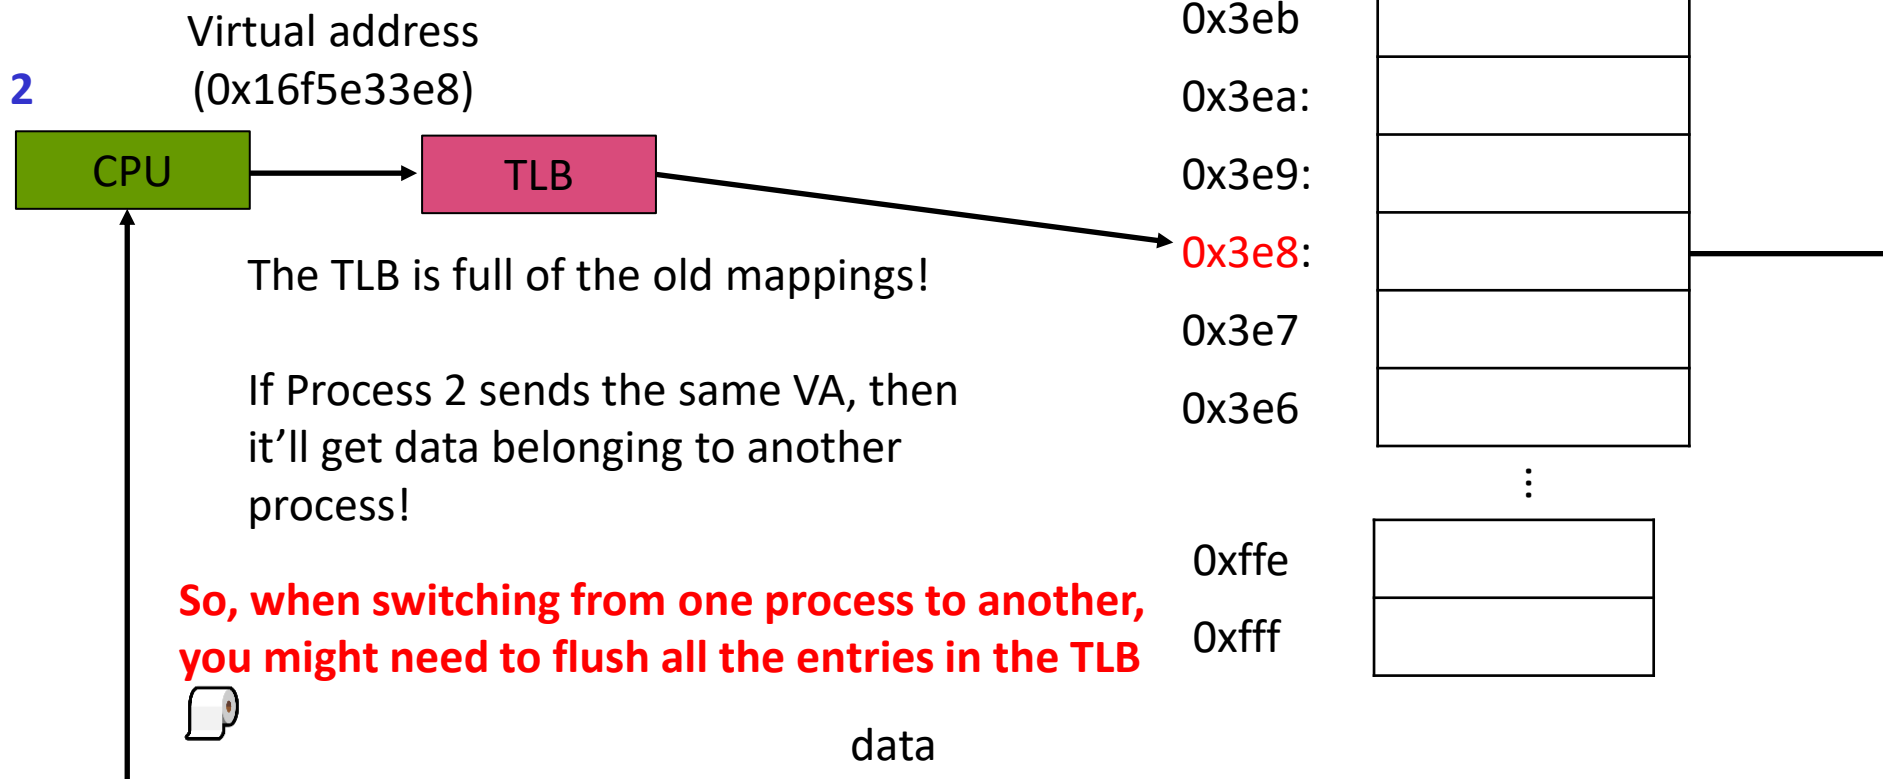 Virtual address
(0x16f5e33e8)
2
CPU
TLB
The TLB is full of the old mappings!
If Process 2 sends the same VA, then
it’ll get data belonging to another
process!
So, when switching from one process to another,
you might need to flush all the entries in the TLB
data
0x3eb
0x3ea:
0x3e9:
0x3e8:
0x3e7
0x3e6
...
0xffe
0xfff